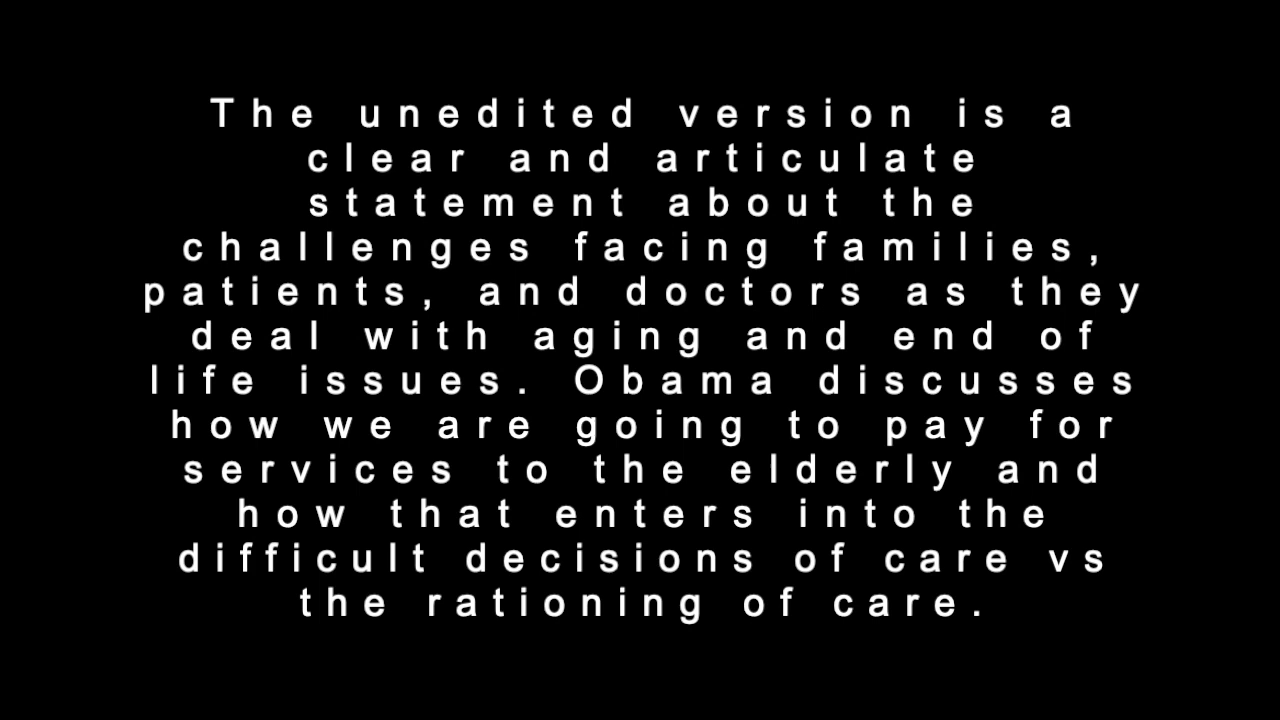 The unedited version is a
clear and articulate
statement about the
challenges facing families,
patients, and doctors as they
deal with aging and end of
life issues. Obama discusses
how we are going to pay for
services to the elderly and
how that enters into the
difficult decisions of care vs
the rationing of care.